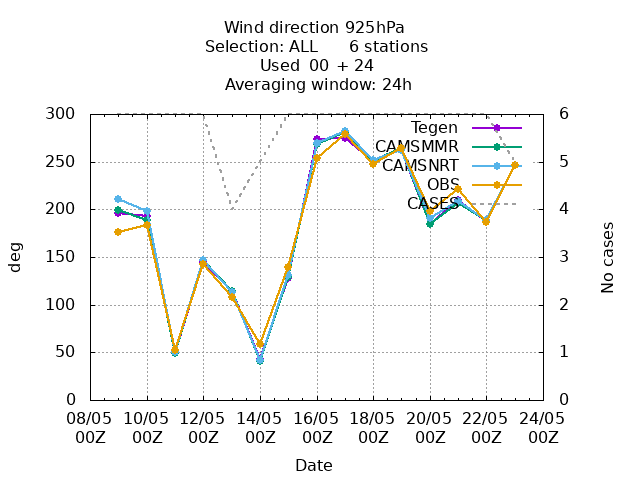 Wind direction 925hPa
Selection: ALL 6 stations
Used 00 + 24
Averaging window: 24h
300
250
200
150
100
50
0
deg
6
5
4
3
2
1
0
No cases
Tegen
CAMSMMR
CAMSNRT
OBS
CASES
08/05 10/05 12/05 14/05 16/05 18/05 20/05 22/05 24/05
00Z 00Z 00Z 00Z 00Z 00Z 00Z 00Z 00Z
Date